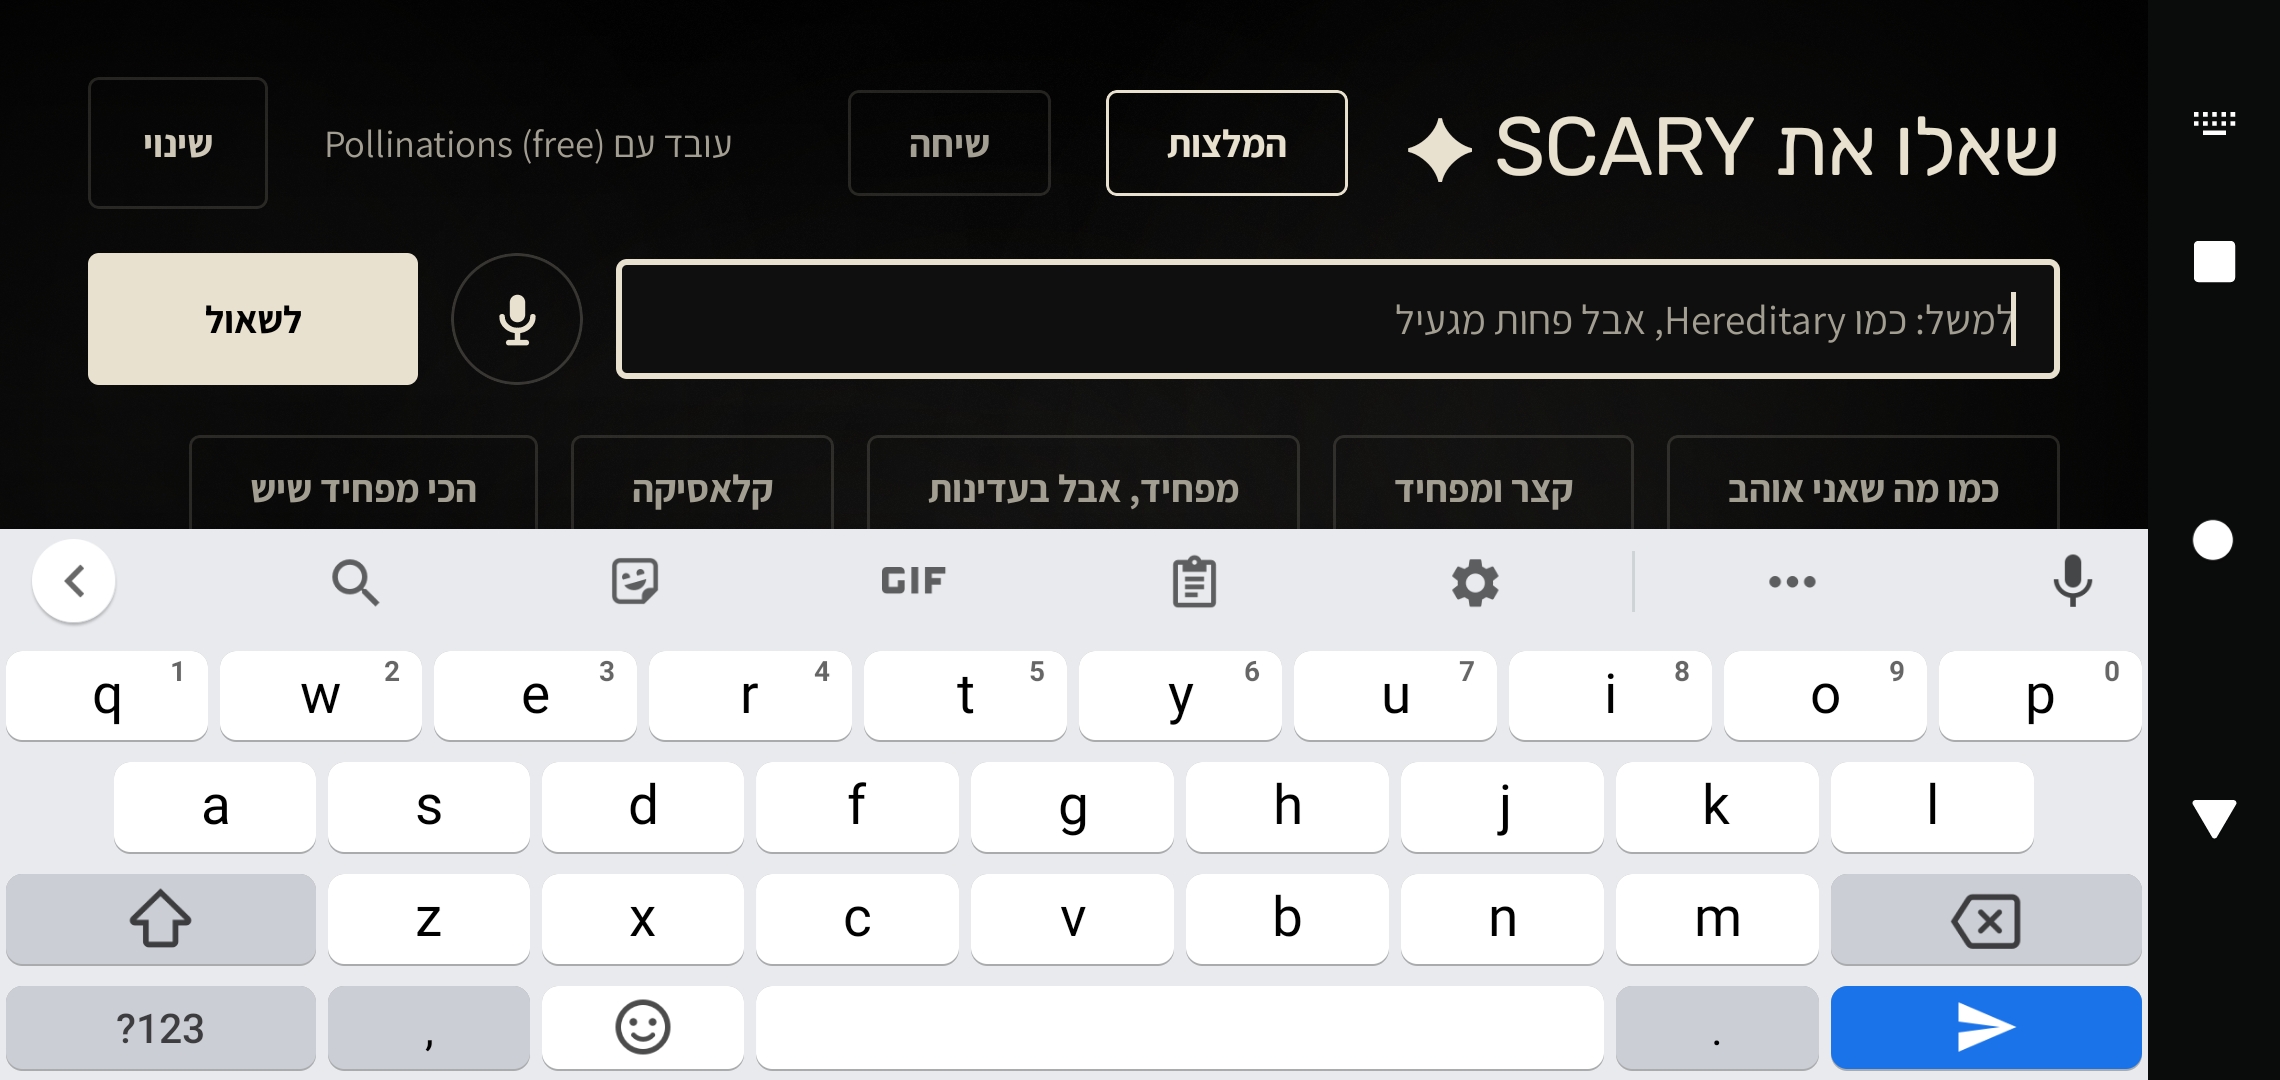 שאלו את SCARY
המלצות
שיחה
עובד עם Pollinations (free)
שינוי
למשל: כמו Hereditary, אבל פחות מגעיל
לשאול
כמו מה שאני אוהב
קצר ומפחיד
מפחיד, אבל בעדינות
קלאסיקה
הכי מפחיד שיש
GIF
q 1 w 2 e 3 r 4 t 5 y 6 u 7 i 8 o 9 p 0
a s d f g h j k l
z x c v b n m
?123 , .